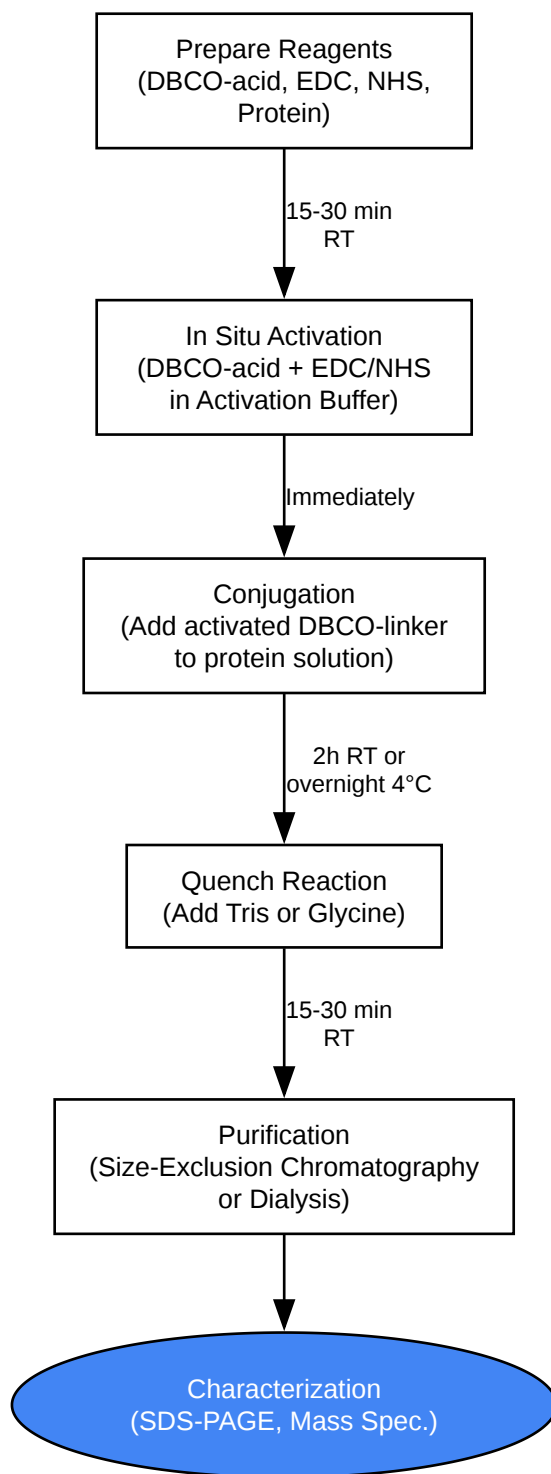 Prepare Reagents
(DBCO-acid, EDC, NHS,
Protein)
15-30 min
RT
In Situ Activation
(DBCO-acid + EDC/NHS
in Activation Buffer)
Immediately
Conjugation
(Add activated DBCO-linker
to protein solution)
2h RT or
overnight 4°C
Quench Reaction
(Add Tris or Glycine)
15-30 min
RT
Purification
(Size-Exclusion Chromatography
or Dialysis)
Characterization
(SDS-PAGE, Mass Spec.)